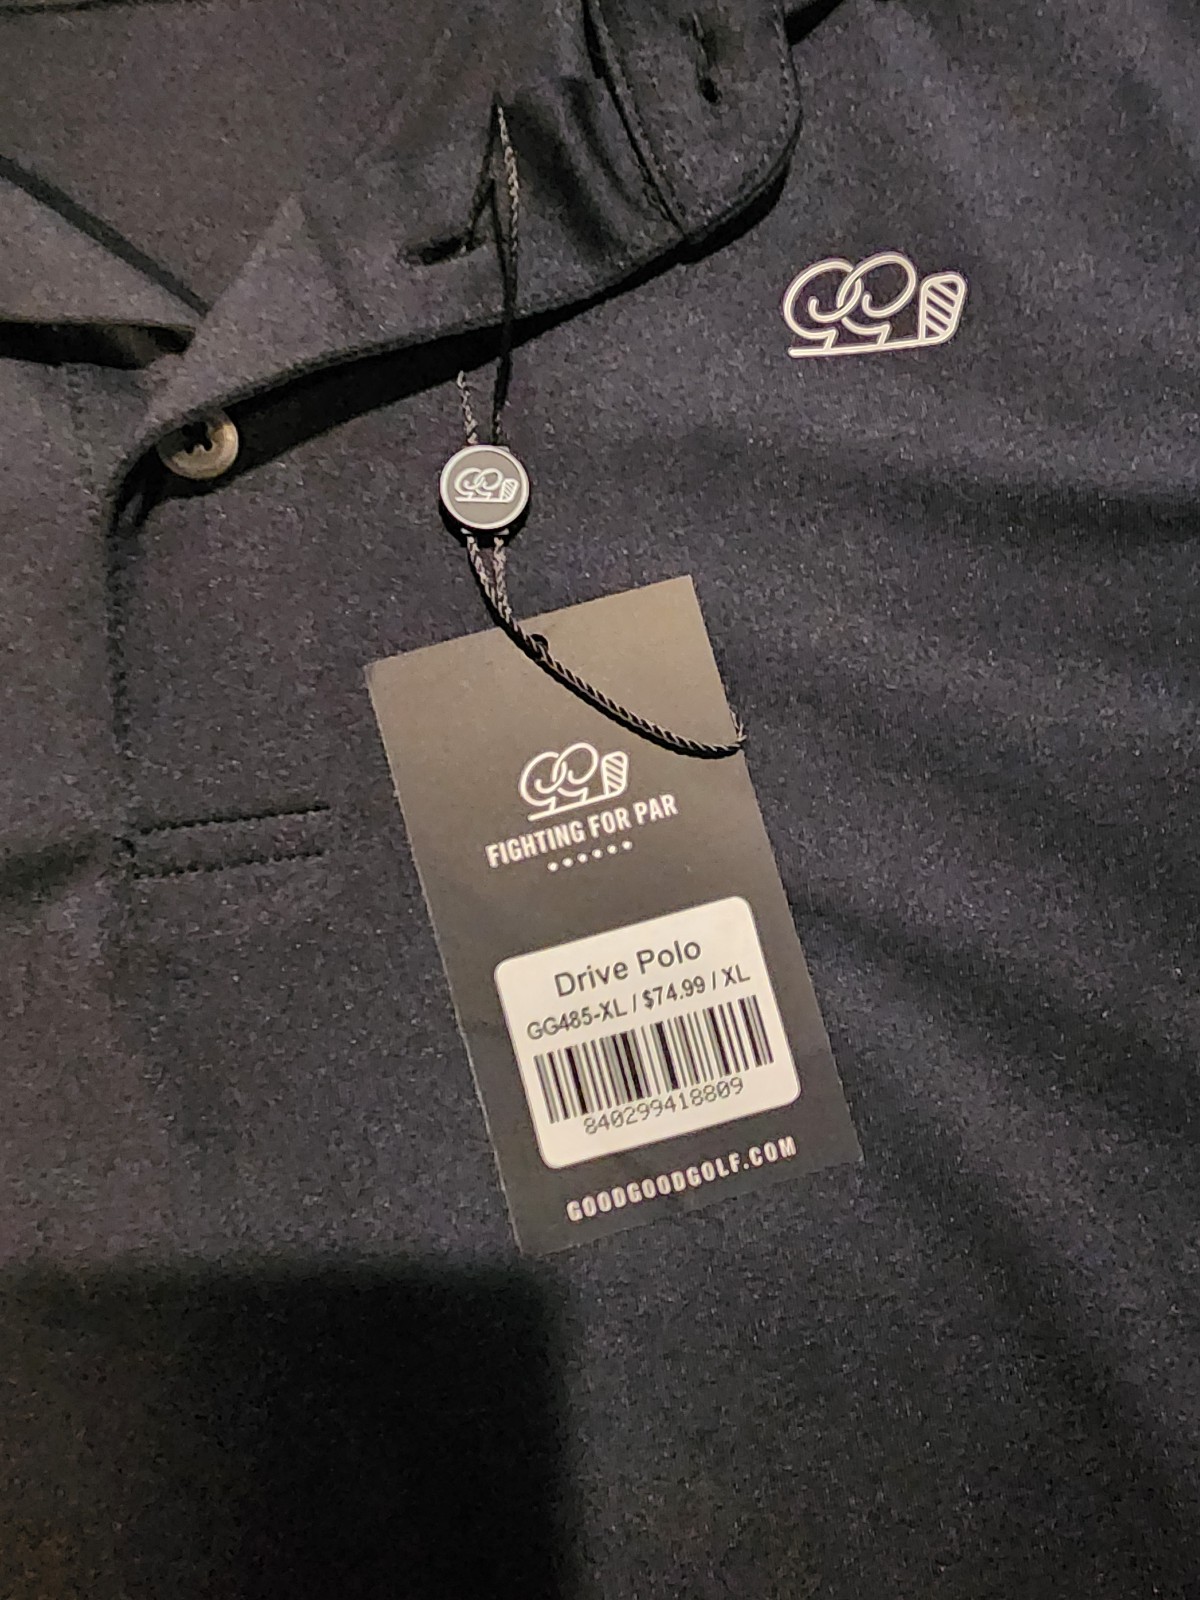 FIGHTING FOR PAR
Drive Polo
GG485-XL / $74.99 / XL
840299418809
GOODGOODGOLF.COM